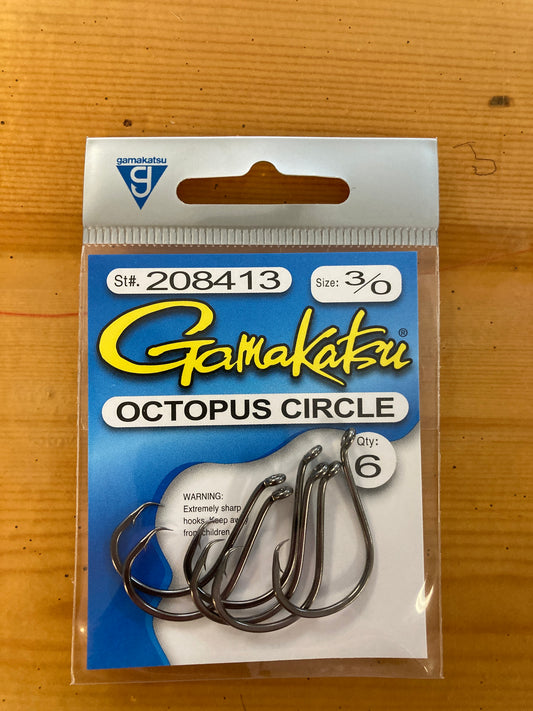 gamakatsu
g
St#. 208413
Size: 3/0
Gamakatsu®
OCTOPUS CIRCLE
Qty:
6
WARNING:
Extremely sharp
hooks. Keep away
from children.